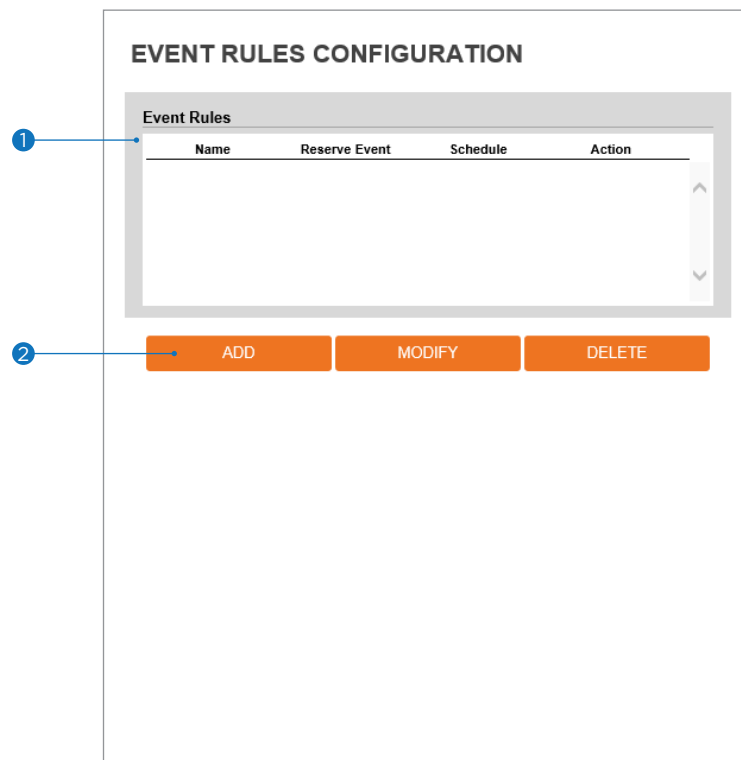 EVENT RULES CONFIGURATION
Event Rules
1
Name Reserve Event Schedule Action
2
ADD MODIFY DELETE